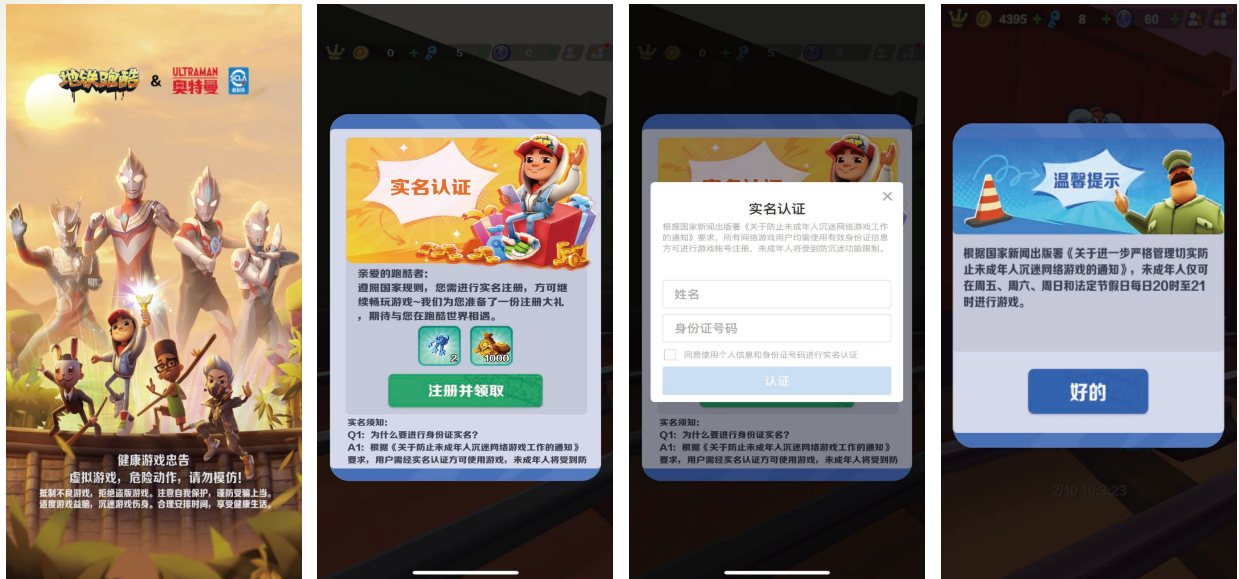 地铁跑酷 & ULTRAMAN 奥特曼 SCLA
健康游戏忠告
虚拟游戏，危险动作，请勿模仿!
抵制不良游戏，拒绝盗版游戏。注意自我保护，谨防受骗上当。
适度游戏益脑，沉迷游戏伤身。合理安排时间，享受健康生活。
0 + 5 0
实名认证
亲爱的跑酷者：
遵照国家规则，您需进行实名注册，方可继
续畅玩游戏~我们为您准备了一份注册大礼
，期待与您在跑酷世界相遇。
2 1000
注册并领取
实名须知:
Q1: 为什么要进行身份证实名?
A1: 根据《关于防止未成年人沉迷网络游戏工作的通知》
要求，用户需经实名认证方可使用游戏，未成年人将受到防
0 + 5 0
实名认证
根据国家新闻出版署《关于防止未成年人沉迷网络游戏工作
的通知》要求，所有网络游戏用户均需使用有效身份证信息
方可进行游戏帐号注册，未成年人将受到防沉迷功能限制。
姓名
身份证号码
同意使用个人信息和身份证号码进行实名认证
认证
实名须知:
Q1: 为什么要进行身份证实名?
A1: 根据《关于防止未成年人沉迷网络游戏工作的通知》
要求，用户需经实名认证方可使用游戏，未成年人将受到防
4395 + 8 + 60 +
温馨提示
根据国家新闻出版署《关于进一步严格管理切实防
止未成年人沉迷网络游戏的通知》，未成年人仅可
在周五、周六、周日和法定节假日每日20时至21
时进行游戏。
好的